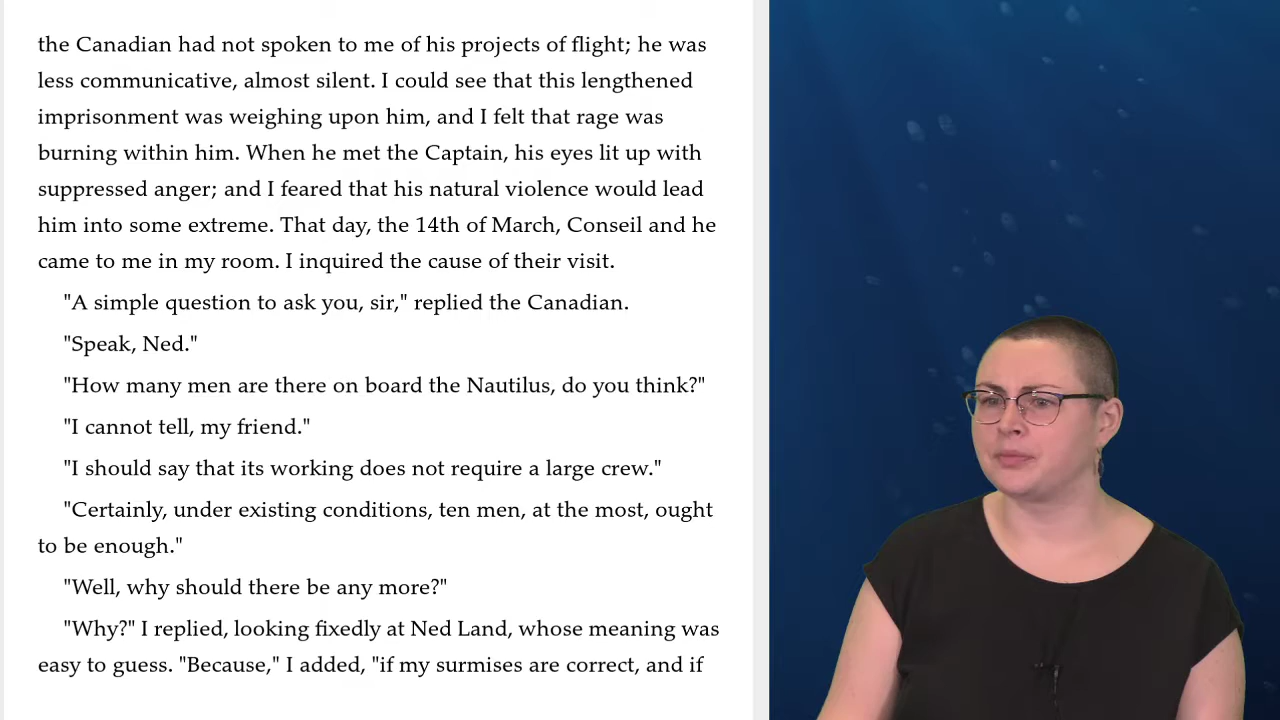 the Canadian had not spoken to me of his projects of flight; he was
less communicative, almost silent. I could see that this lengthened
imprisonment was weighing upon him, and I felt that rage was
burning within him. When he met the Captain, his eyes lit up with
suppressed anger; and I feared that his natural violence would lead
him into some extreme. That day, the 14th of March, Conseil and he
came to me in my room. I inquired the cause of their visit.
"A simple question to ask you, sir," replied the Canadian.
"Speak, Ned."
"How many men are there on board the Nautilus, do you think?"
"I cannot tell, my friend."
"I should say that its working does not require a large crew."
"Certainly, under existing conditions, ten men, at the most, ought
to be enough."
"Well, why should there be any more?"
"Why?" I replied, looking fixedly at Ned Land, whose meaning was
easy to guess. "Because," I added, "if my surmises are correct, and if